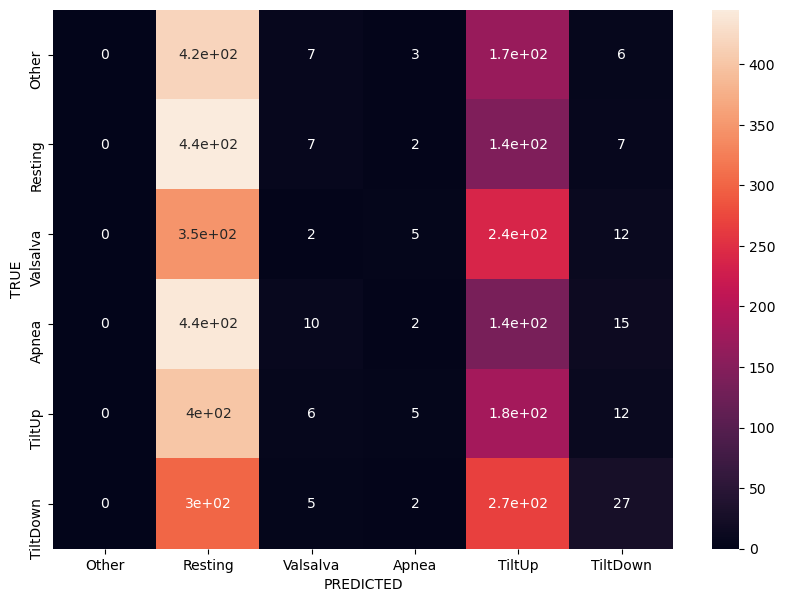 Other 0 4.2e+02 7 3 1.7e+02 6
Resting 0 4.4e+02 7 2 1.4e+02 7
Valsalva 0 3.5e+02 2 5 2.4e+02 12
Apnea 0 4.4e+02 10 2 1.4e+02 15
TiltUp 0 4e+02 6 5 1.8e+02 12
TiltDown 0 3e+02 5 2 2.7e+02 27
TRUE
Other Resting Valsalva Apnea TiltUp TiltDown
PREDICTED
400
350
300
250
200
150
100
50
0